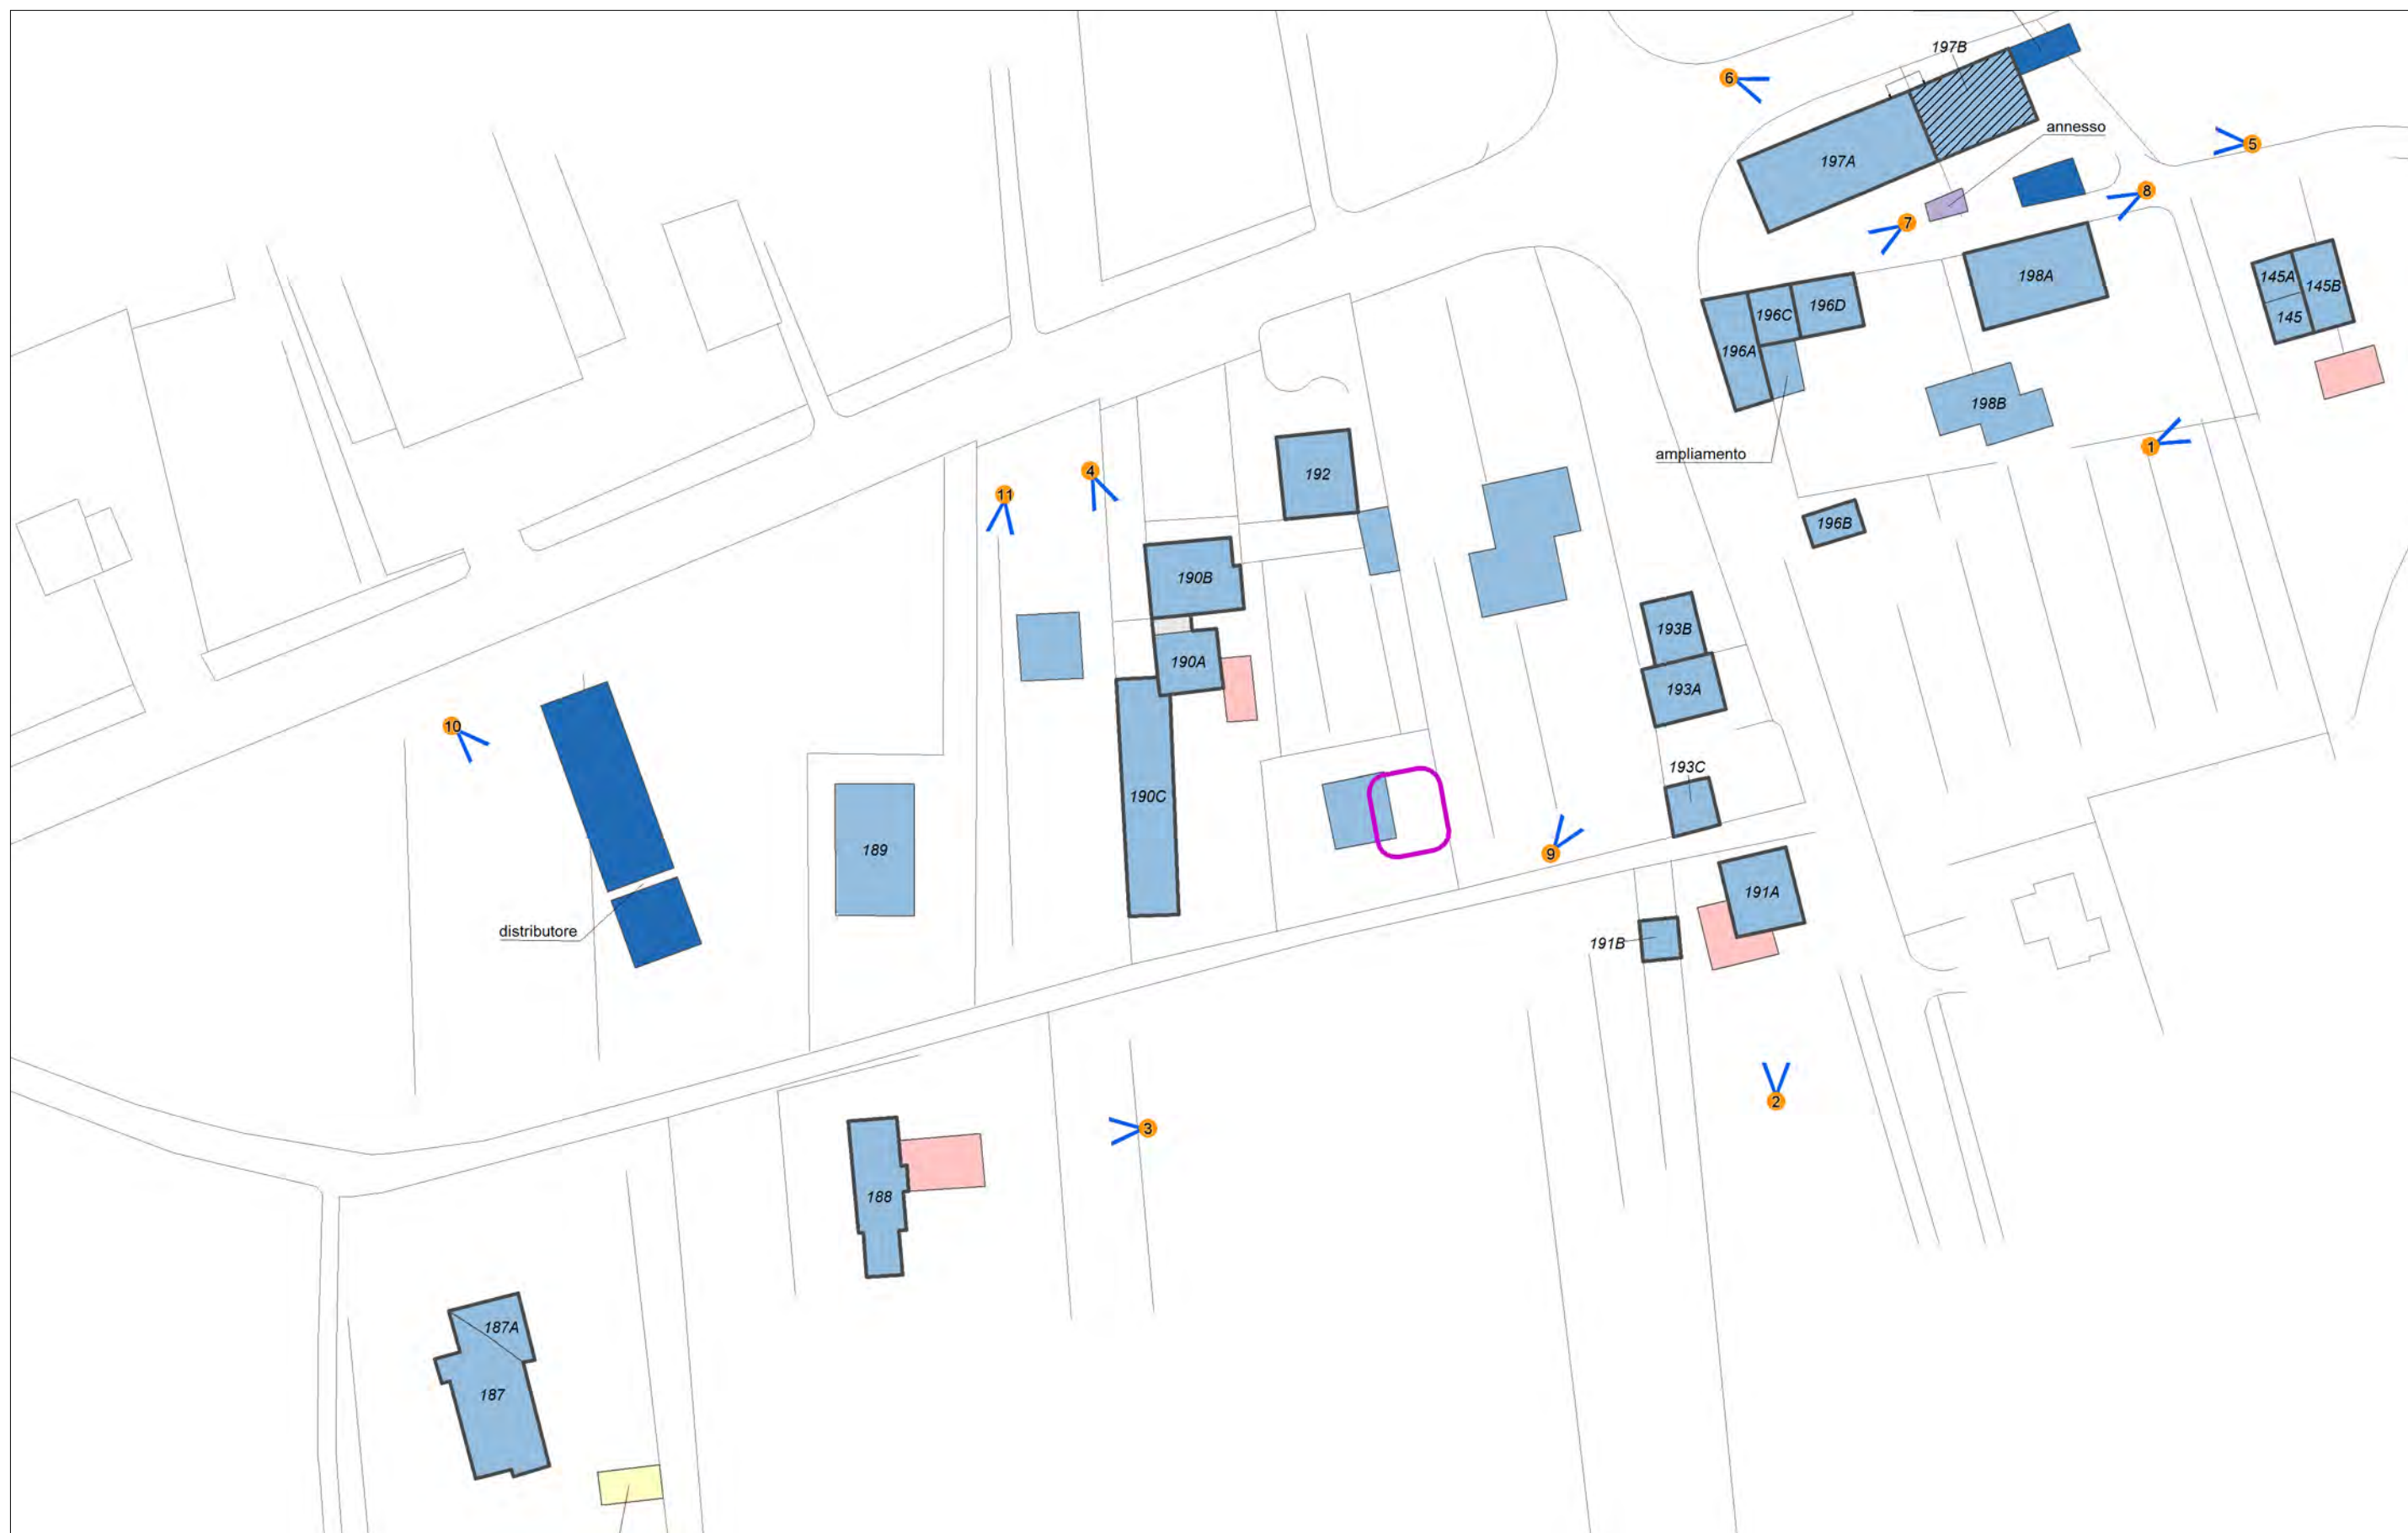 197B
6
annesso
5
197A
8
7
198A
145A
145B
196C
196D
145
196A
198B
1
ampliamento
4
192
11
196B
190B
193B
190A
193A
10
193C
190C
189
9
191A
distributore
191B
2
3
188
187A
187